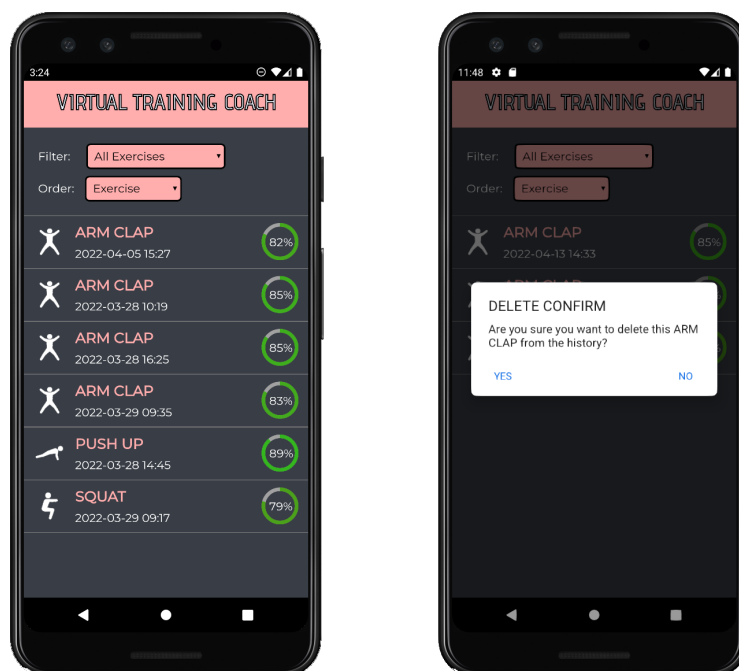 3:24
VIRTUAL TRAINING COACH
Filter: All Exercises
Order: Exercise
ARM CLAP
2022-04-05 15:27
82%
ARM CLAP
2022-03-28 10:19
85%
ARM CLAP
2022-03-28 16:25
85%
ARM CLAP
2022-03-29 09:35
83%
PUSH UP
2022-03-28 14:45
89%
SQUAT
2022-03-29 09:17
79%
11:48
VIRTUAL TRAINING COACH
Filter: All Exercises
Order: Exercise
ARM CLAP
2022-04-13 14:33
85%
ARM CLAP
DELETE CONFIRM
Are you sure you want to delete this ARM
CLAP from the history?
YES NO